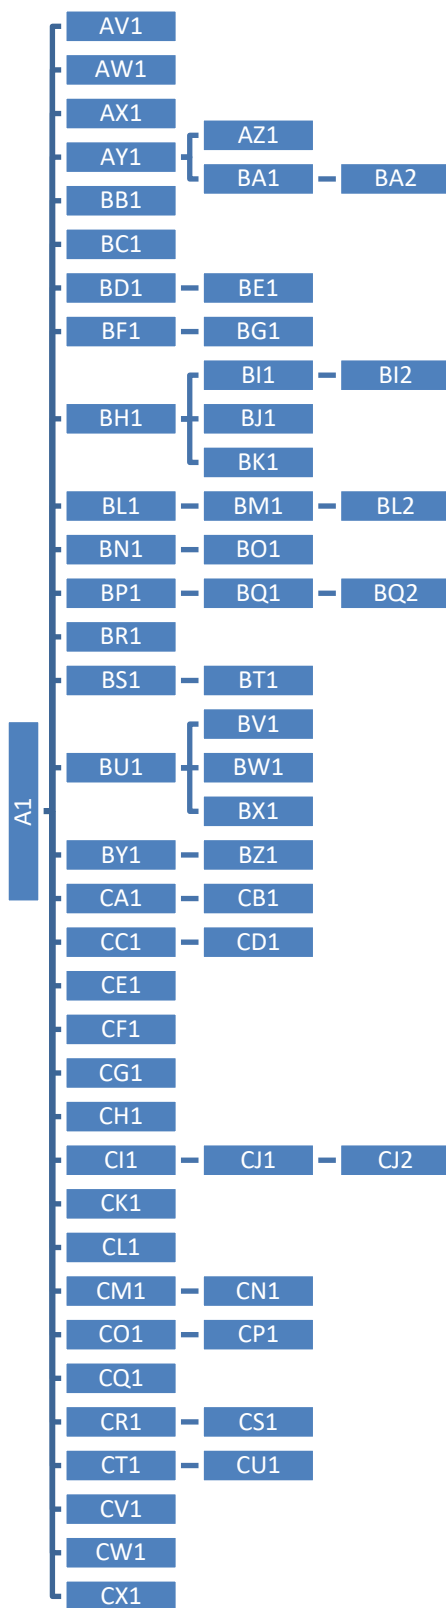 AV1
AW1
AX1
AZ1
AY1
BA1 BA2
BB1
BC1
BD1 BE1
BF1 BG1
BI1 BI2
BH1 BJ1
BK1
BL1 BM1 BL2
BN1 BO1
BP1 BQ1 BQ2
BR1
BS1 BT1
BV1
BU1 BW1
BX1
A1
BY1 BZ1
CA1 CB1
CC1 CD1
CE1
CF1
CG1
CH1
CI1 CJ1 CJ2
CK1
CL1
CM1 CN1
CO1 CP1
CQ1
CR1 CS1
CT1 CU1
CV1
CW1
CX1